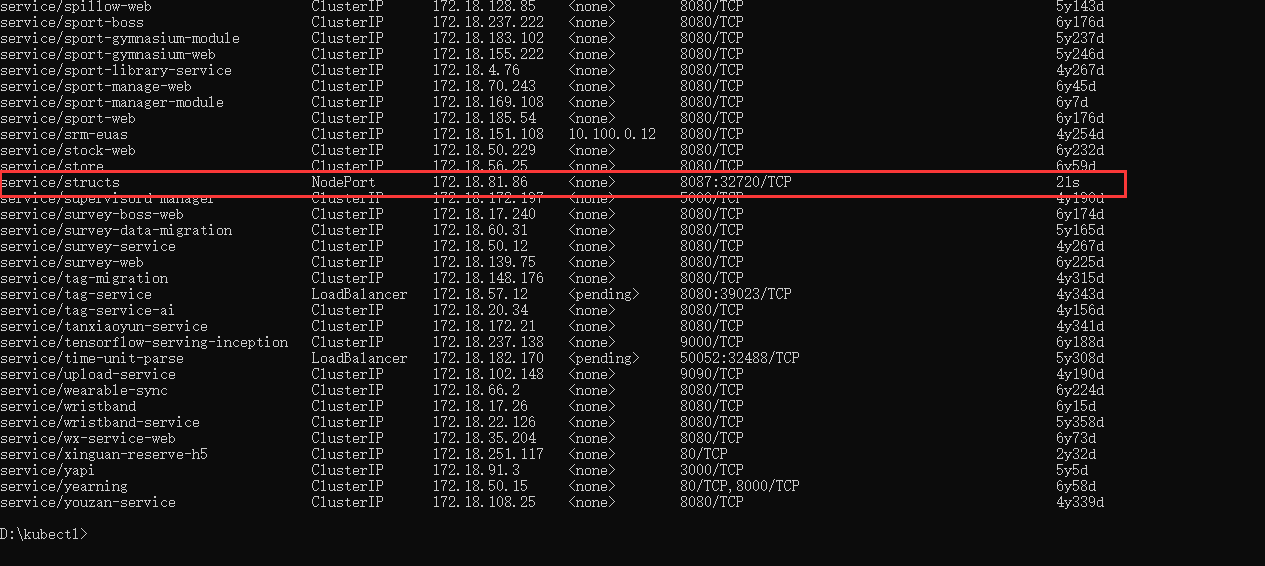 service/spillow-web ClusterIP 172.18.128.85 <none> 8080/TCP 5y143d
service/sport-boss ClusterIP 172.18.237.222 <none> 8080/TCP 6y176d
service/sport-gymnasium-module ClusterIP 172.18.183.102 <none> 8080/TCP 5y237d
service/sport-gymnasium-web ClusterIP 172.18.155.222 <none> 8080/TCP 5y246d
service/sport-library-service ClusterIP 172.18.4.76 <none> 8080/TCP 4y267d
service/sport-manage-web ClusterIP 172.18.70.243 <none> 8080/TCP 6y45d
service/sport-manager-module ClusterIP 172.18.169.108 <none> 8080/TCP 6y7d
service/sport-web ClusterIP 172.18.185.54 <none> 8080/TCP 6y176d
service/srm-euas ClusterIP 172.18.151.108 10.100.0.12 8080/TCP 4y254d
service/stock-web ClusterIP 172.18.50.229 <none> 8080/TCP 6y232d
service/store ClusterIP 172.18.56.25 <none> 8080/TCP 6y59d
service/structs NodePort 172.18.81.86 <none> 8087:32720/TCP 21s
service/supervisord manager ClusterIP 172.18.172.197 <none> 5000/TCP 4y190d
service/survey-boss-web ClusterIP 172.18.17.240 <none> 8080/TCP 6y174d
service/survey-data-migration ClusterIP 172.18.60.31 <none> 8080/TCP 5y165d
service/survey-service ClusterIP 172.18.50.12 <none> 8080/TCP 4y267d
service/survey-web ClusterIP 172.18.139.75 <none> 8080/TCP 6y225d
service/tag-migration ClusterIP 172.18.148.176 <none> 8080/TCP 4y315d
service/tag-service LoadBalancer 172.18.57.12 <pending> 8080:39023/TCP 4y343d
service/tag-service-ai ClusterIP 172.18.20.34 <none> 8080/TCP 4y156d
service/tanxiaoyun-service ClusterIP 172.18.172.21 <none> 8080/TCP 4y341d
service/tensorflow-serving-inception ClusterIP 172.18.237.138 <none> 9000/TCP 6y188d
service/time-unit-parse LoadBalancer 172.18.182.170 <pending> 50052:32488/TCP 5y308d
service/upload-service ClusterIP 172.18.102.148 <none> 9090/TCP 4y190d
service/wearable-sync ClusterIP 172.18.66.2 <none> 8080/TCP 6y224d
service/wristband ClusterIP 172.18.17.26 <none> 8080/TCP 6y15d
service/wristband-service ClusterIP 172.18.22.126 <none> 8080/TCP 5y358d
service/wx-service-web ClusterIP 172.18.35.204 <none> 8080/TCP 6y73d
service/xinguan-reserve-h5 ClusterIP 172.18.251.117 <none> 80/TCP 2y32d
service/yapi ClusterIP 172.18.91.3 <none> 3000/TCP 5y5d
service/yearning ClusterIP 172.18.50.15 <none> 80/TCP,8000/TCP 6y58d
service/youzan-service ClusterIP 172.18.108.25 <none> 8080/TCP 4y339d
D:\kubectl>